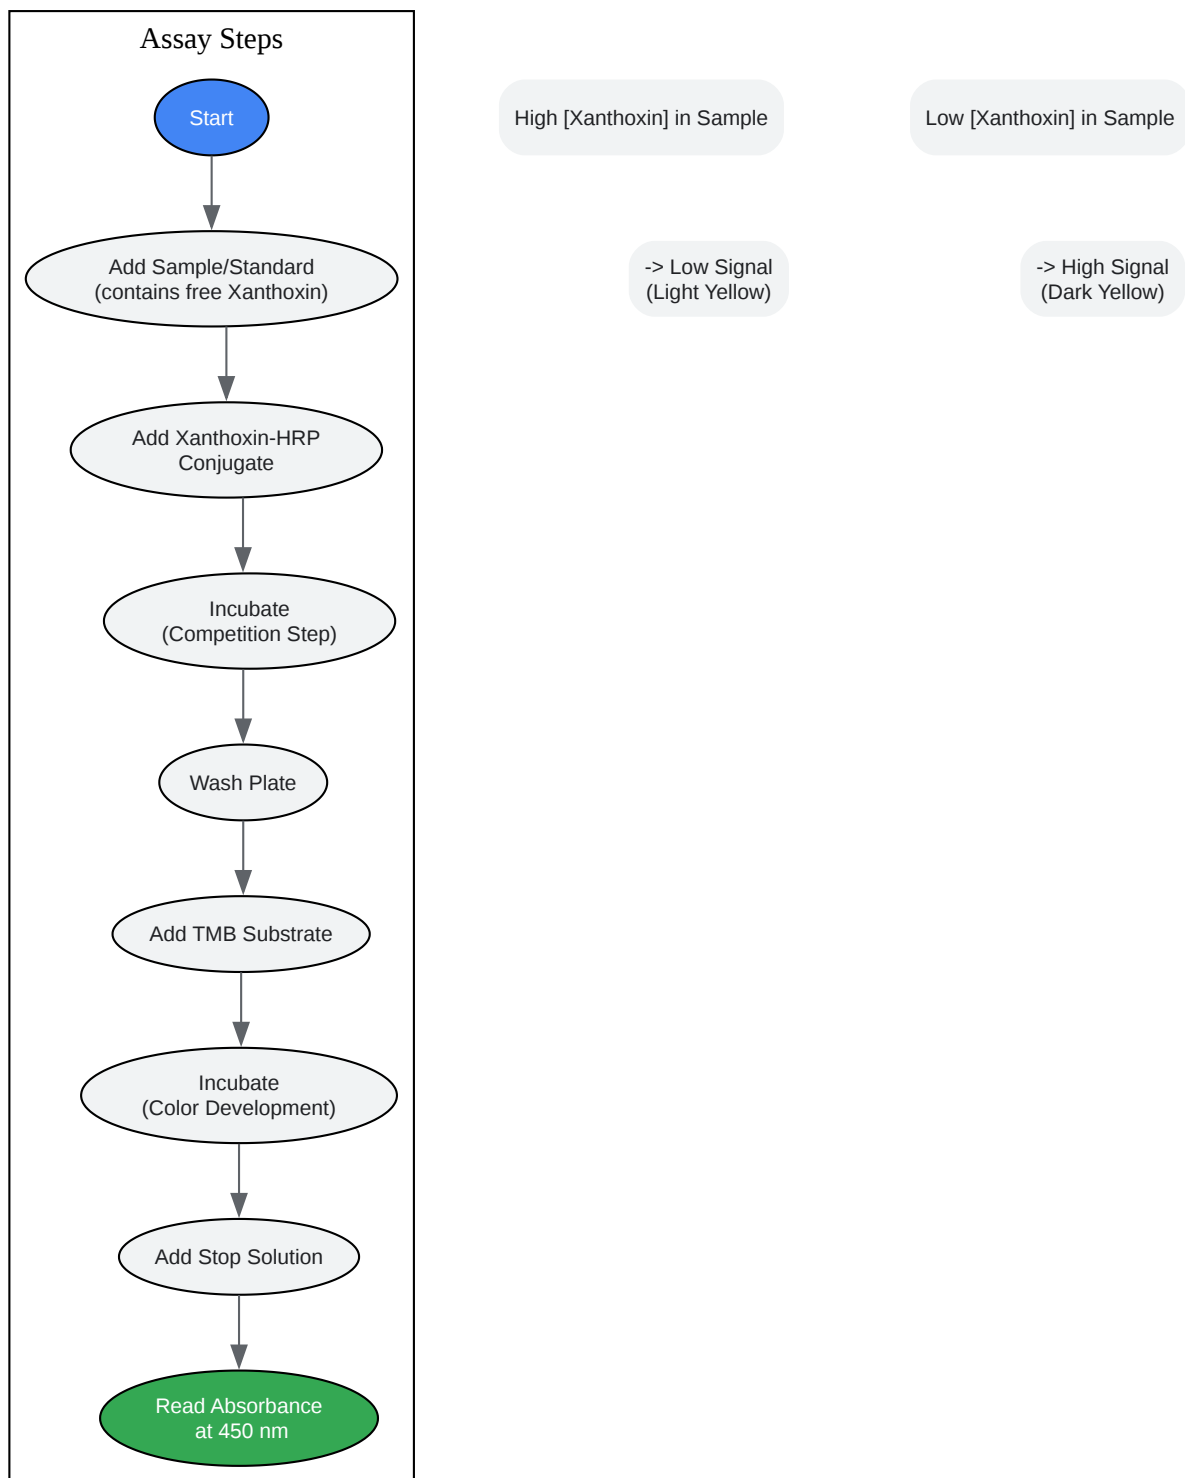 Assay Steps
Start
Add Sample/Standard
(contains free Xanthoxin)
Add Xanthoxin-HRP
Conjugate
Incubate
(Competition Step)
Wash Plate
Add TMB Substrate
Incubate
(Color Development)
Add Stop Solution
Read Absorbance
at 450 nm
High [Xanthoxin] in Sample
-> Low Signal
(Light Yellow)
Low [Xanthoxin] in Sample
-> High Signal
(Dark Yellow)